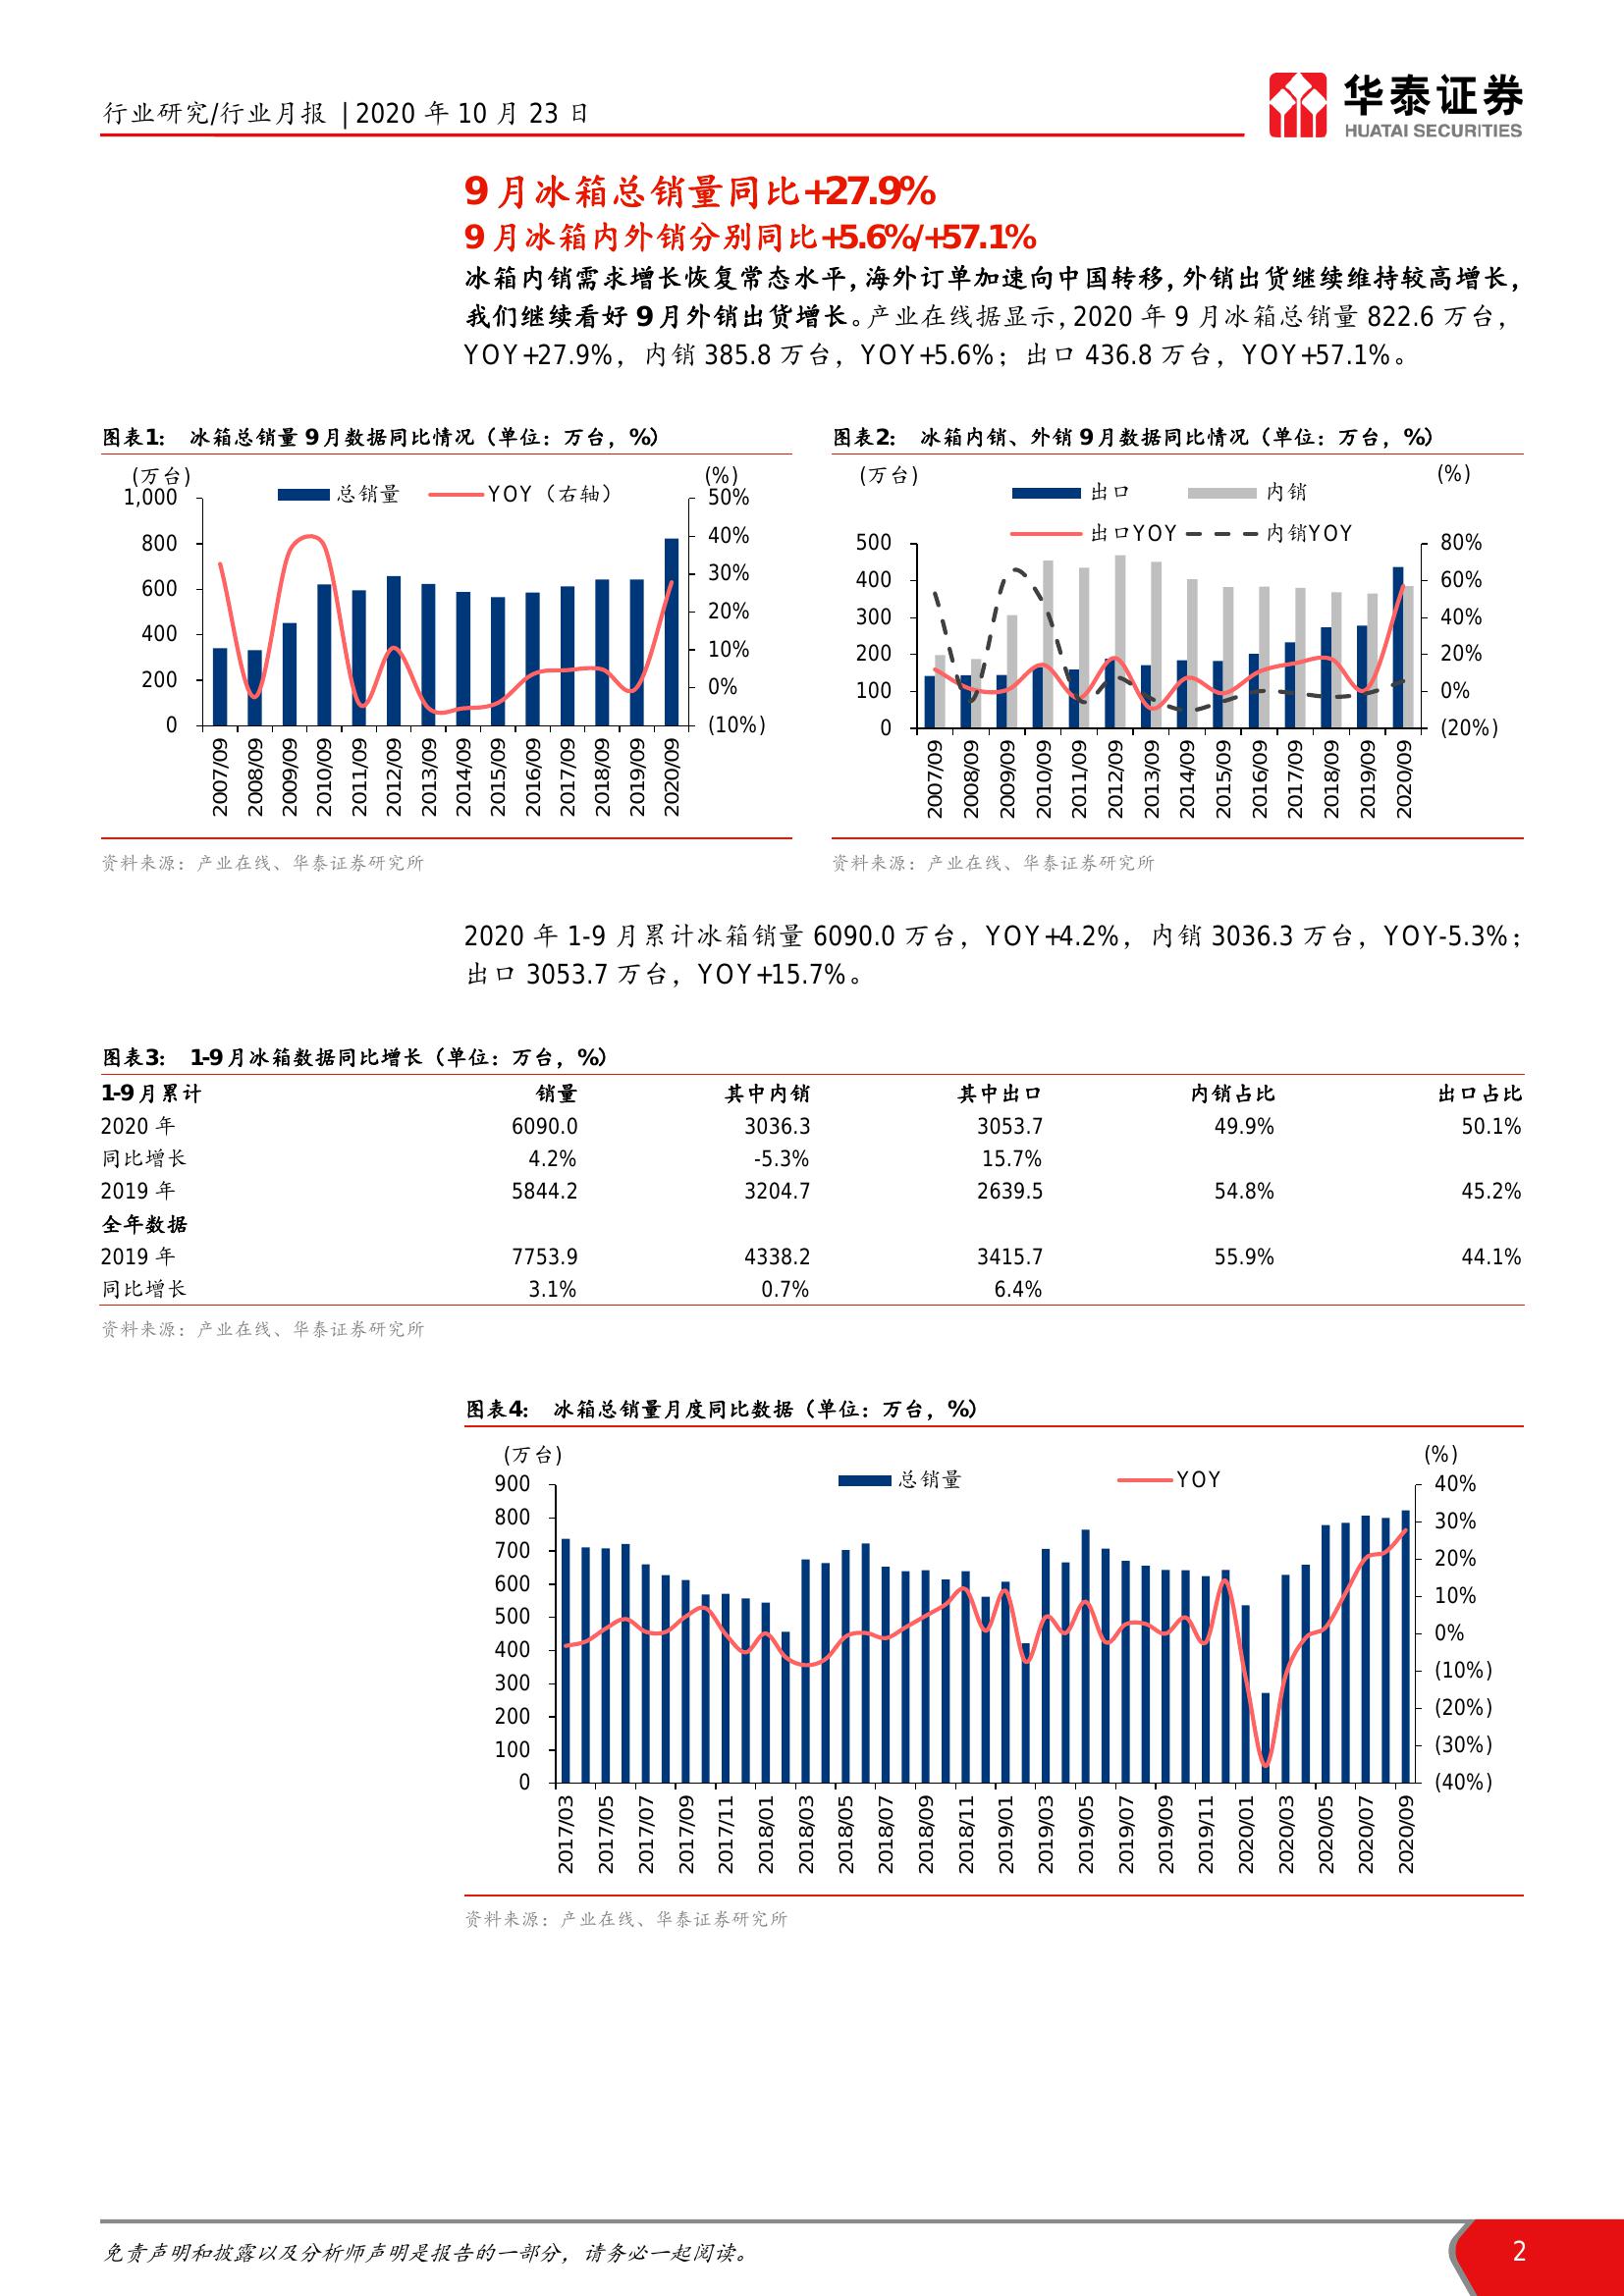 行业研究/行业月报 | 2020 年 10 月 23 日
华泰证券
HUATAI SECURITIES
9 月冰箱总销量同比+27.9%
9 月冰箱内外销分别同比+5.6%/+57.1%
冰箱内销需求增长恢复常态水平，海外订单加速向中国转移，外销出货继续维持较高增长，
我们继续看好 9 月外销出货增长。产业在线据显示，2020 年 9 月冰箱总销量 822.6 万台，
YOY+27.9%，内销 385.8 万台，YOY+5.6%；出口 436.8 万台，YOY+57.1%。
图表1： 冰箱总销量 9 月数据同比情况（单位：万台，%）
(万台) (%)
总销量 YOY（右轴）
1,000 50%
800 40%
600 30%
400 20%
200 10%
0 0%
(10%)
2007/09 2008/09 2009/09 2010/09 2011/09 2012/09 2013/09 2014/09 2015/09 2016/09 2017/09 2018/09 2019/09 2020/09
资料来源：产业在线、华泰证券研究所
图表2： 冰箱内销、外销 9 月数据同比情况（单位：万台，%）
(万台) (%)
出口 内销
出口YOY 内销YOY
500 80%
400 60%
300 40%
200 20%
100 0%
0 (20%)
2007/09 2008/09 2009/09 2010/09 2011/09 2012/09 2013/09 2014/09 2015/09 2016/09 2017/09 2018/09 2019/09 2020/09
资料来源：产业在线、华泰证券研究所
2020 年 1-9 月累计冰箱销量 6090.0 万台，YOY+4.2%，内销 3036.3 万台，YOY-5.3%；
出口 3053.7 万台，YOY+15.7%。
图表3： 1-9 月冰箱数据同比增长（单位：万台，%）
1-9 月累计 销量 其中内销 其中出口 内销占比 出口占比
2020 年 6090.0 3036.3 3053.7 49.9% 50.1%
同比增长 4.2% -5.3% 15.7%
2019 年 5844.2 3204.7 2639.5 54.8% 45.2%
全年数据
2019 年 7753.9 4338.2 3415.7 55.9% 44.1%
同比增长 3.1% 0.7% 6.4%
资料来源：产业在线、华泰证券研究所
图表4： 冰箱总销量月度同比数据（单位：万台，%）
(万台) (%)
总销量 YOY
900 40%
800 30%
700 20%
600 10%
500 0%
400 (10%)
300 (20%)
200 (30%)
100 (40%)
0
2017/03 2017/05 2017/07 2017/09 2017/11 2018/01 2018/03 2018/05 2018/07 2018/09 2018/11 2019/01 2019/03 2019/05 2019/07 2019/09 2019/11 2020/01 2020/03 2020/05 2020/07 2020/09
资料来源：产业在线、华泰证券研究所
免责声明和披露以及分析师声明是报告的一部分，请务必一起阅读。
2